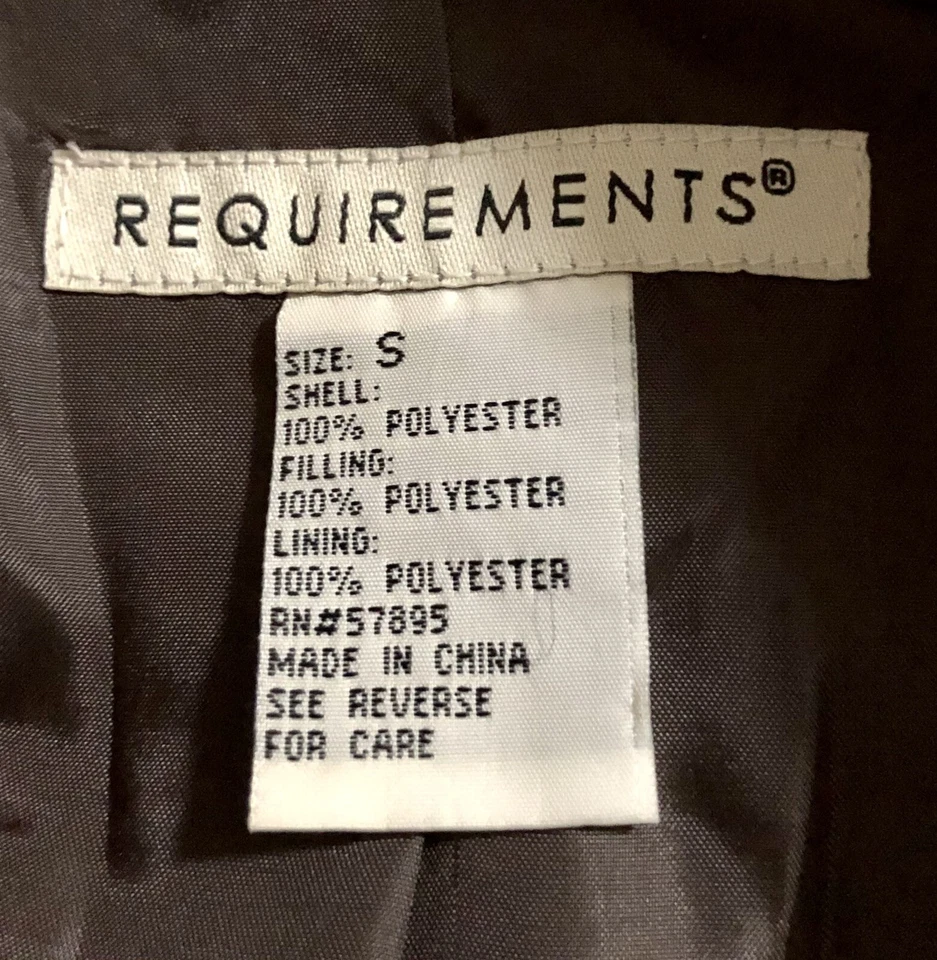 REQUIREMENTS®
SIZE: S
SHELL:
100% POLYESTER
FILLING:
100% POLYESTER
LINING:
100% POLYESTER
RN#57895
MADE IN CHINA
SEE REVERSE
FOR CARE